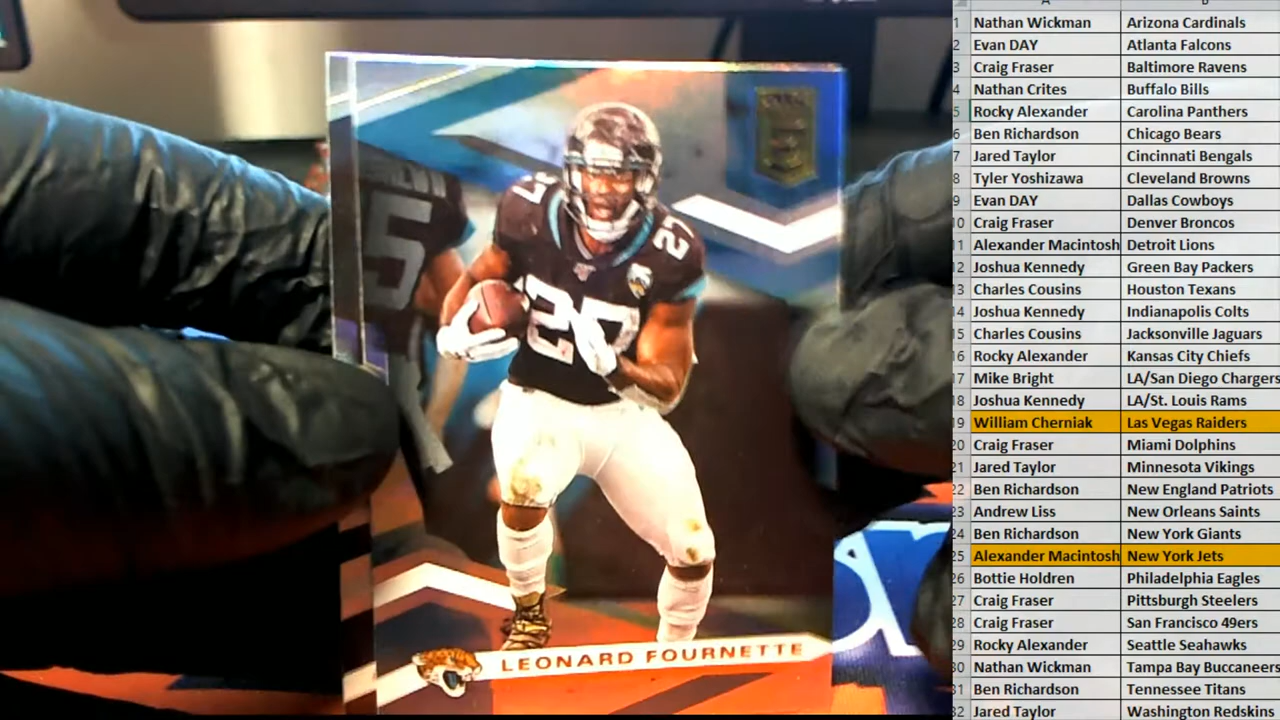 27
27
27
5
LEONARD FOURNETTE
A B
1 Nathan Wickman Arizona Cardinals
2 Evan DAY Atlanta Falcons
3 Craig Fraser Baltimore Ravens
4 Nathan Crites Buffalo Bills
5 Rocky Alexander Carolina Panthers
6 Ben Richardson Chicago Bears
7 Jared Taylor Cincinnati Bengals
8 Tyler Yoshizawa Cleveland Browns
9 Evan DAY Dallas Cowboys
10 Craig Fraser Denver Broncos
11 Alexander Macintosh Detroit Lions
12 Joshua Kennedy Green Bay Packers
13 Charles Cousins Houston Texans
14 Joshua Kennedy Indianapolis Colts
15 Charles Cousins Jacksonville Jaguars
16 Rocky Alexander Kansas City Chiefs
17 Mike Bright LA/San Diego Chargers
18 Joshua Kennedy LA/St. Louis Rams
19 William Cherniak Las Vegas Raiders
20 Craig Fraser Miami Dolphins
21 Jared Taylor Minnesota Vikings
22 Ben Richardson New England Patriots
23 Andrew Liss New Orleans Saints
24 Ben Richardson New York Giants
25 Alexander Macintosh New York Jets
26 Bottie Holdren Philadelphia Eagles
27 Craig Fraser Pittsburgh Steelers
28 Craig Fraser San Francisco 49ers
29 Rocky Alexander Seattle Seahawks
30 Nathan Wickman Tampa Bay Buccaneers
31 Ben Richardson Tennessee Titans
32 Jared Taylor Washington Redskins